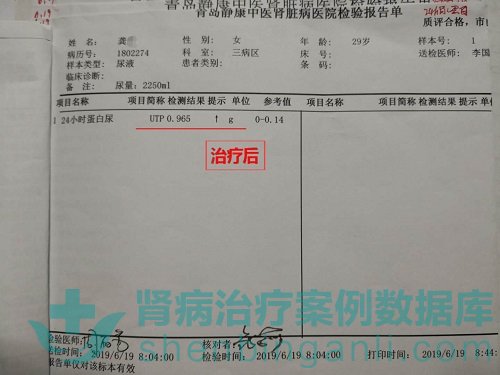 青岛静康中医肾脏病医院检验报告单
质评合格,市
姓 名: 龚 性 别: 女 年 龄: 29岁 样本号: 1
病历号: 1802274 科 室: 三病区 床 号: 送检医师: 李国
样本类型: 尿液 患者类别: 分 号:
临床诊断:
备 注: 尿量:2250ml
项目名称 项目简称 检测结果 提示 单位 参考值 项目名称 项目简称 检测结果 提示 单位
1 24小时蛋白尿 UTP 0.965 ↑ g 0-0.14
治疗后
肾病治疗案例数据库
检验医师: 核对者:
送检时间: 2019/6/19 8:04:00 检验时间: 2019/6/19 8:04:00 打印时间: 2019/6/19 8:44:
报告单仅对该标本有效